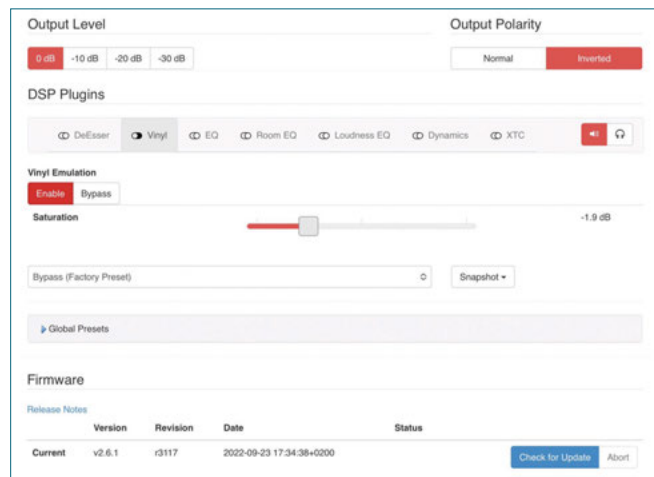 Output Level Output Polarity
0 dB -10 dB -20 dB -30 dB Normal Inverted
DSP Plugins
DeEsser Vinyl EQ Room EQ Loudness EQ Dynamics XTC
Vinyl Emulation
Enable Bypass
Saturation -1.9 dB
Bypass (Factory Preset) Snapshot
Global Presets
Firmware
Release Notes
Version Revision Date Status
Current v2.6.1 r3117 2022-09-23 17:34:38+0200 Check for Update Abort